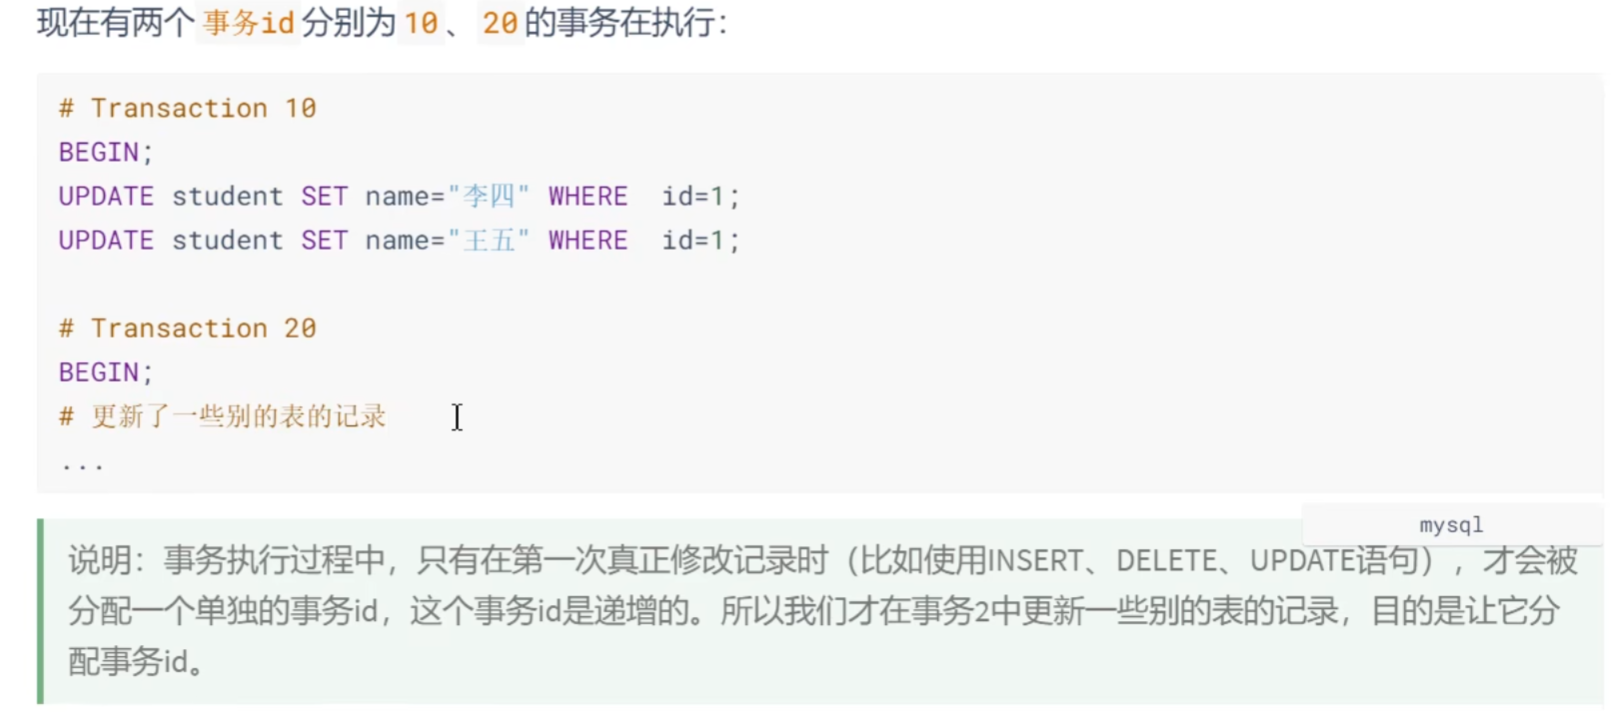 现在有两个 事务id 分别为 10 、 20 的事务在执行：
# Transaction 10
BEGIN;
UPDATE student SET name="李四" WHERE  id=1;
UPDATE student SET name="王五" WHERE  id=1;
# Transaction 20
BEGIN;
# 更新了一些别的表的记录
...
mysql
说明：事务执行过程中，只有在第一次真正修改记录时（比如使用INSERT、DELETE、UPDATE语句），才会被
分配一个单独的事务id，这个事务id是递增的。所以我们才在事务2中更新一些别的表的记录，目的是让它分
配事务id。